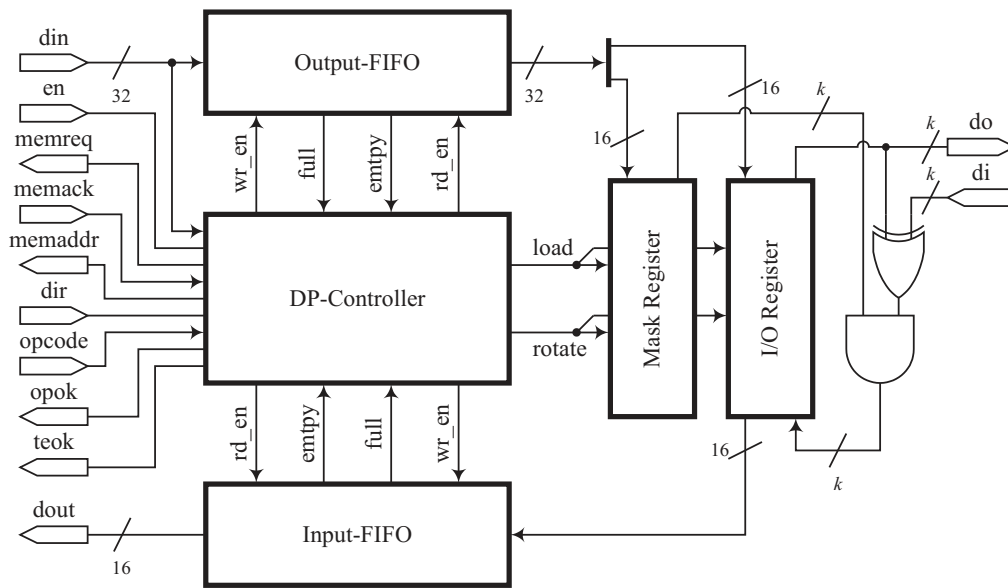 din
32
en
memreq
memack
memaddr
dir
opcode
opok
teok
dout
16
Output-FIFO
32
wr_en
full
emtpy
rd_en
DP-Controller
load
rotate
rd_en
emtpy
full
wr_en
Input-FIFO
16
16
Mask Register
I/O Register
16
k
k
do
k
di
k